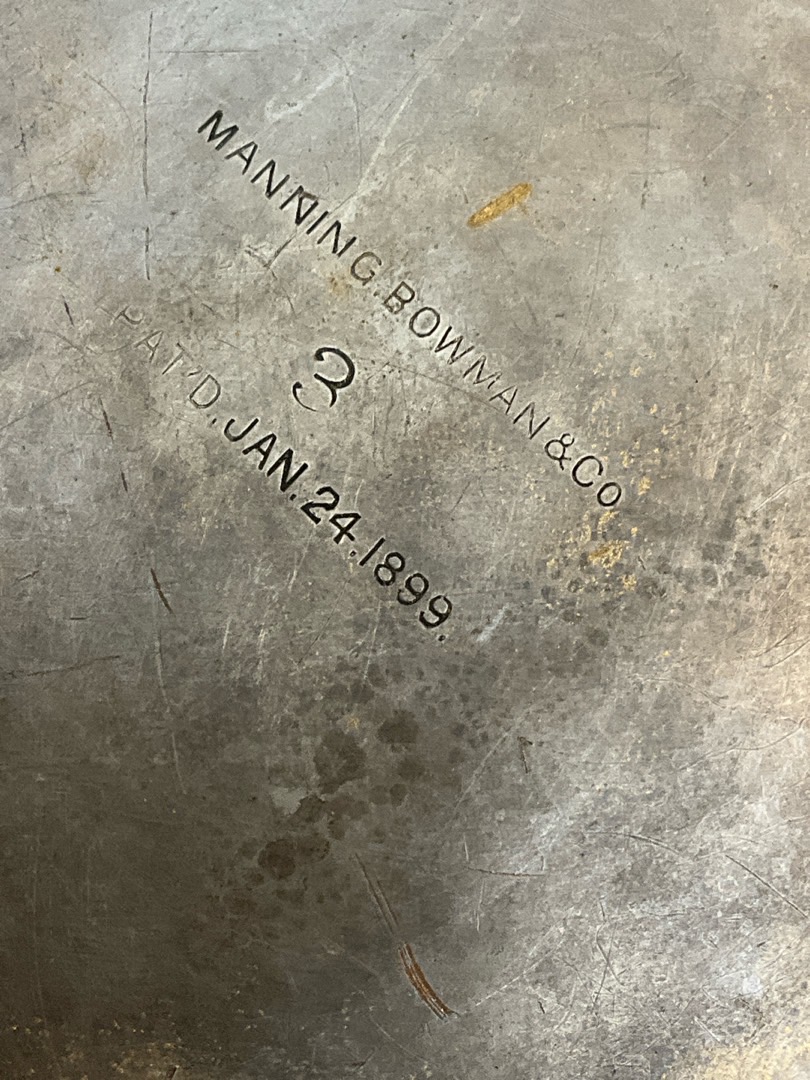 MANNING, BOWMAN & CO
3
PAT'D. JAN. 24. 1899.